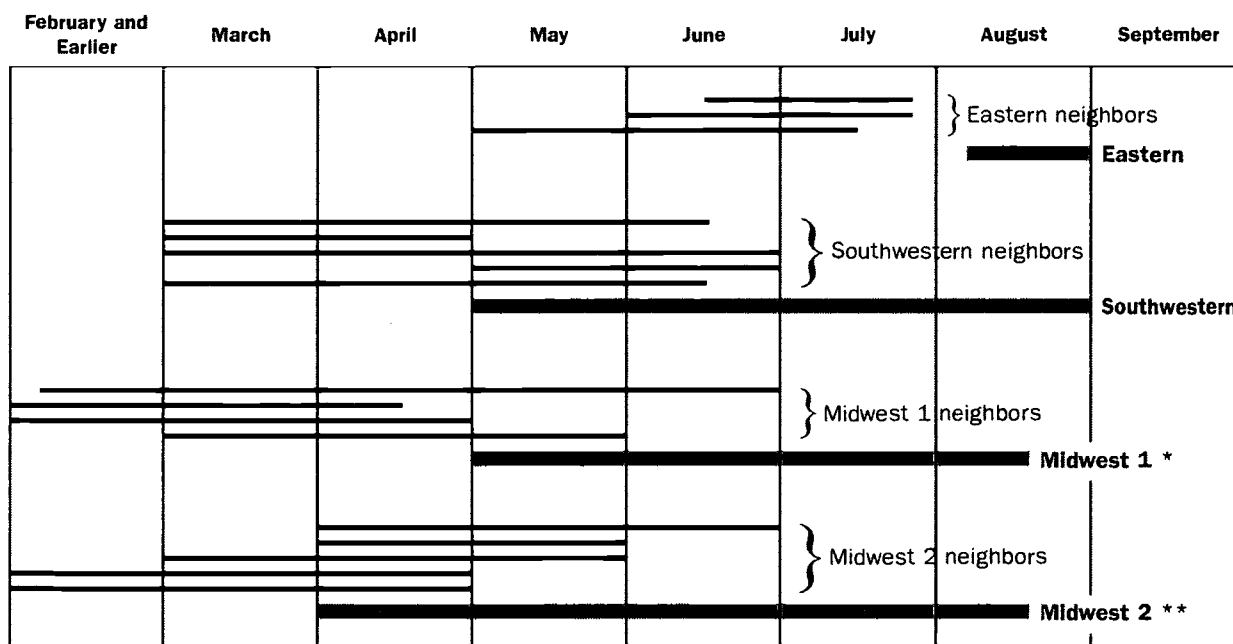 February and
Earlier
March
April
May
June
July
August
September
Eastern neighbors
Eastern
Southwestern neighbors
Southwestern
Midwest 1 neighbors
Midwest 1 *
Midwest 2 neighbors
Midwest 2 **